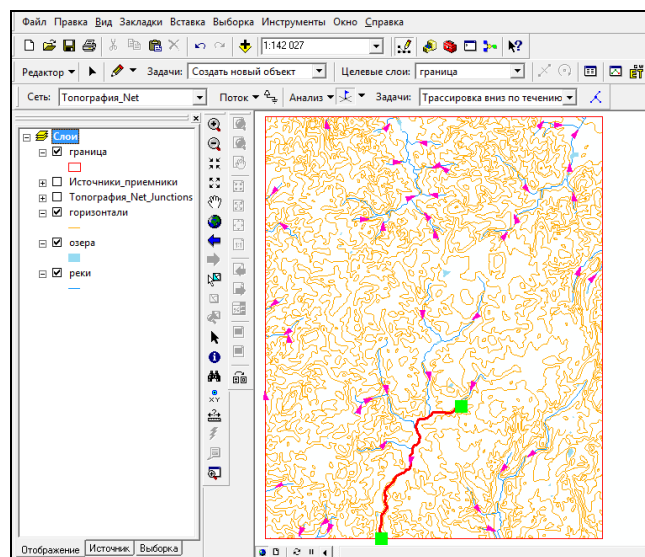 Файл Правка Вид Закладки Вставка Выборка Инструменты Окно Справка
1:142 027
Редактор Задачи: Создать новый объект Целевые слои: граница
Сеть: Топография_Net Поток Анализ Задачи: Трассировка вниз по течению
Слои
граница
Источники_приемники
Топография_Net_Junctions
горизонтали
озера
реки
Отображение Источник Выборка